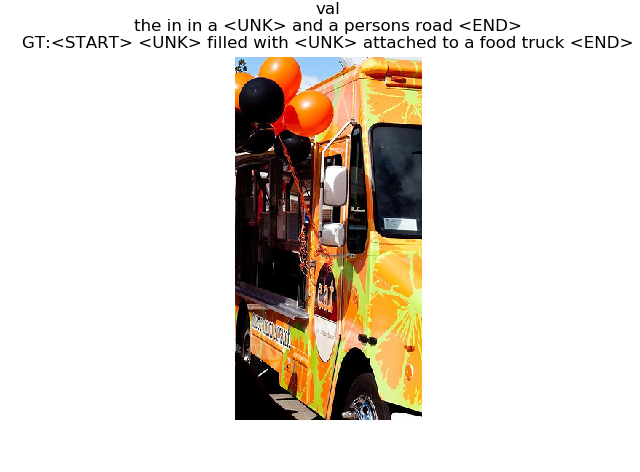 val
the in in a <UNK> and a persons road <END>
GT:<START> <UNK> filled with <UNK> attached to a food truck <END>